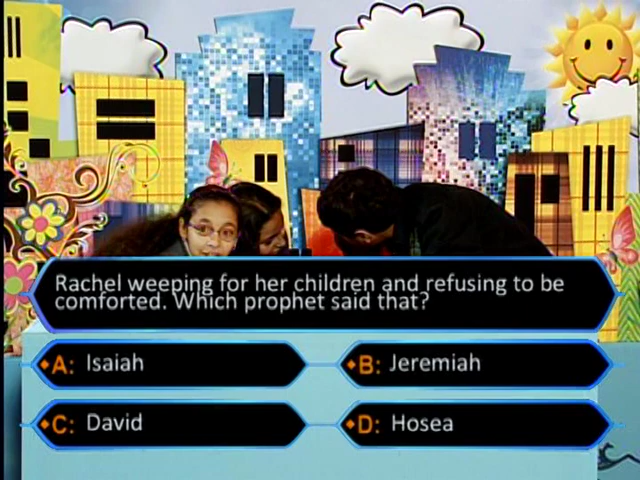 Rachel weeping for her children and refusing to be
comforted. Which prophet said that?
A: Isaiah
B: Jeremiah
C: David
D: Hosea